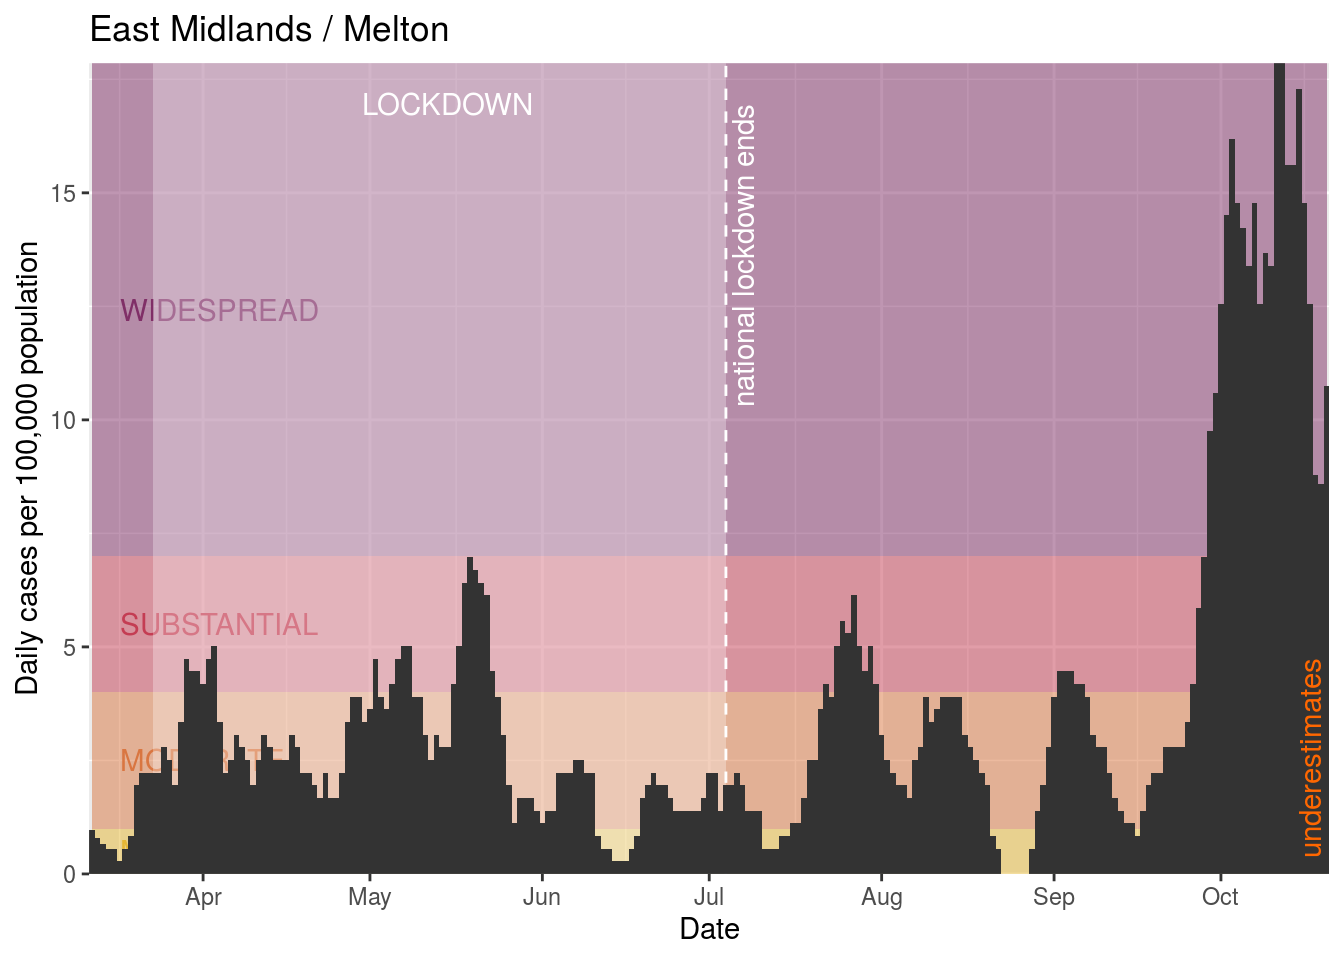 East Midlands / Melton
LOCKDOWN
national lockdown ends
WIDESPREAD
SUBSTANTIAL
MODERATE
underestimates
Daily cases per 100,000 population
15
10
5
0
Apr
May
Jun
Jul
Aug
Sep
Oct
Date